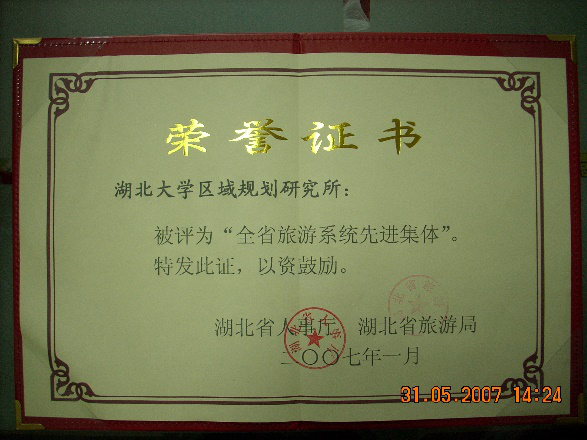 荣誉证书
湖北大学区域规划研究所：
被评为“全省旅游系统先进集体”。
特发此证，以资鼓励。
湖北省人事厅 湖北省旅游局
二〇〇七年一月
31.05.2007 14:24